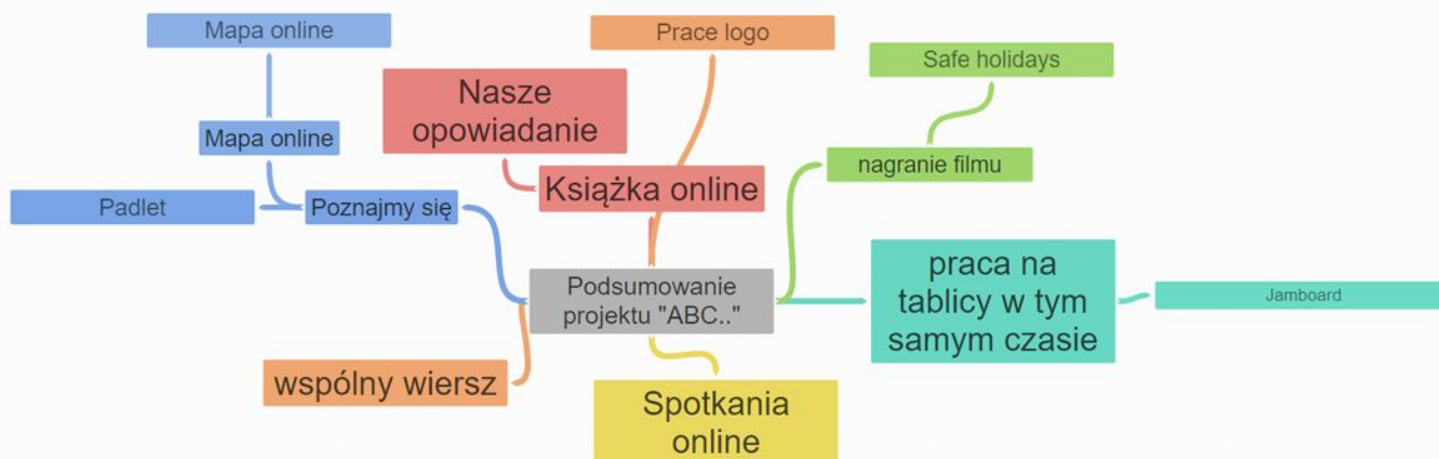 Mapa online
Prace logo
Safe holidays
Nasze
opowiadanie
Mapa online
nagranie filmu
Książka online
Padlet
Poznajmy się
praca na
tablicy w tym
samym czasie
Podsumowanie
projektu "ABC.."
Jamboard
wspólny wiersz
Spotkania
online